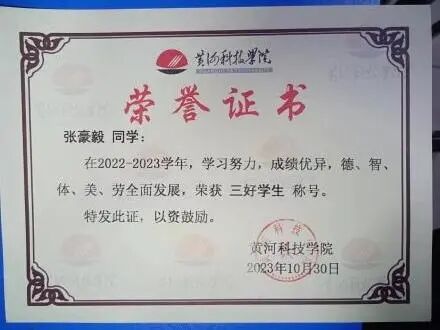 黄河科技学院
荣誉证书
张豪毅 同学：
在2022-2023学年，学习努力，成绩优异，德、智、
体、美、劳全面发展，荣获 三好学生 称号。
特发此证，以资鼓励。
黄河科技学院
2023年10月30日